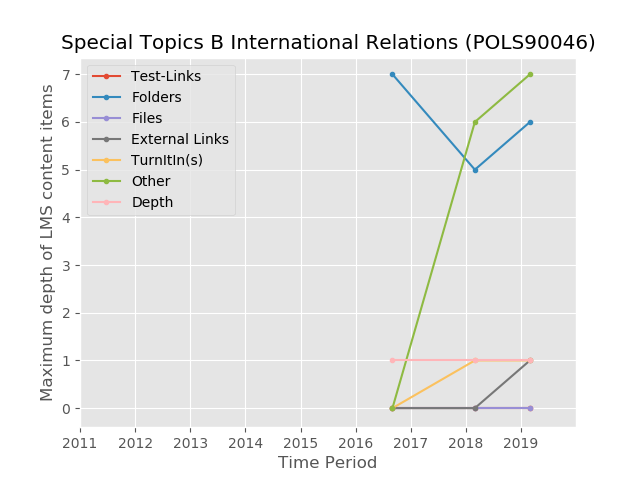 Special Topics B International Relations (POLS90046)
Test-Links
Folders
Files
External Links
TurnItIn(s)
Other
Depth
7
6
5
4
3
2
1
0
Maximum depth of LMS content items
2011 2012 2013 2014 2015 2016 2017 2018 2019
Time Period